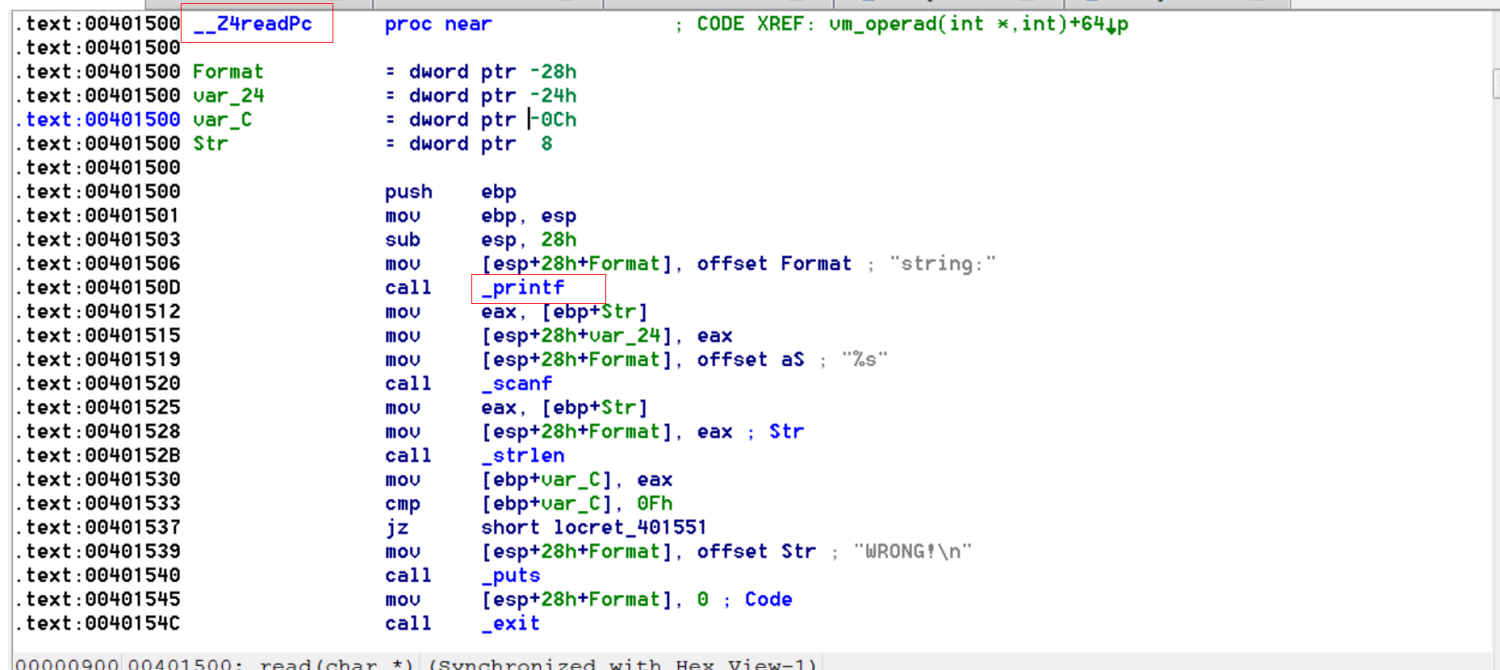 .text:00401500 __Z4readPc proc near ; CODE XREF: vm_operad(int *,int)+64↓p
.text:00401500
.text:00401500 Format = dword ptr -28h
.text:00401500 var_24 = dword ptr -24h
.text:00401500 var_C = dword ptr -0Ch
.text:00401500 Str = dword ptr 8
.text:00401500
.text:00401500 push ebp
.text:00401501 mov ebp, esp
.text:00401503 sub esp, 28h
.text:00401506 mov [esp+28h+Format], offset Format ; "string:"
.text:0040150D call _printf
.text:00401512 mov eax, [ebp+Str]
.text:00401515 mov [esp+28h+var_24], eax
.text:00401519 mov [esp+28h+Format], offset aS ; "%s"
.text:00401520 call _scanf
.text:00401525 mov eax, [ebp+Str]
.text:00401528 mov [esp+28h+Format], eax ; Str
.text:0040152B call _strlen
.text:00401530 mov [ebp+var_C], eax
.text:00401533 cmp [ebp+var_C], 0Fh
.text:00401537 jz short locret_401551
.text:00401539 mov [esp+28h+Format], offset Str ; "WRONG!\n"
.text:00401540 call _puts
.text:00401545 mov [esp+28h+Format], 0 ; Code
.text:0040154C call _exit
00000900 00401500: read(char *) (Synchronized with Hex View-1)